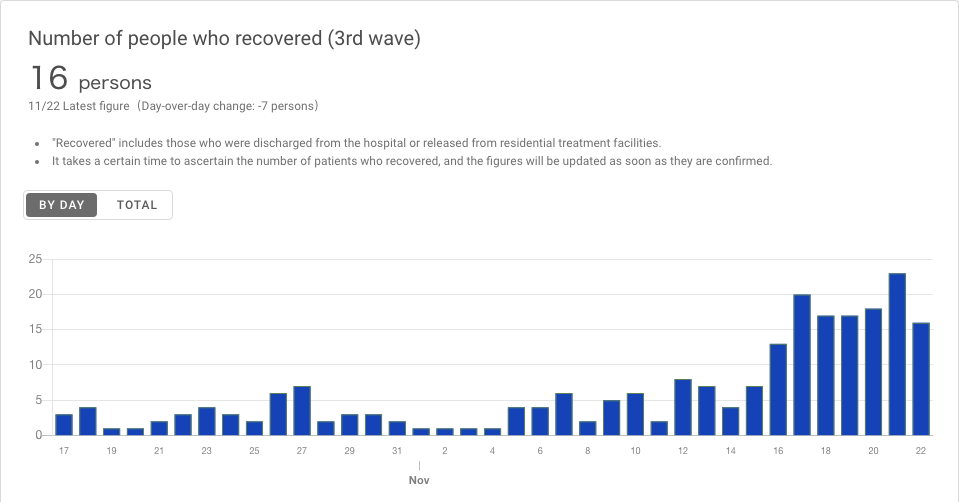 Number of people who recovered (3rd wave)
16 persons
11/22 Latest figure (Day-over-day change: -7 persons)
• "Recovered" includes those who were discharged from the hospital or released from residential treatment facilities.
• It takes a certain time to ascertain the number of patients who recovered, and the figures will be updated as soon as they are confirmed.
BY DAY TOTAL
25
20
15
10
5
0
17 19 21 23 25 27 29 31 2 4 6 8 10 12 14 16 18 20 22
Nov